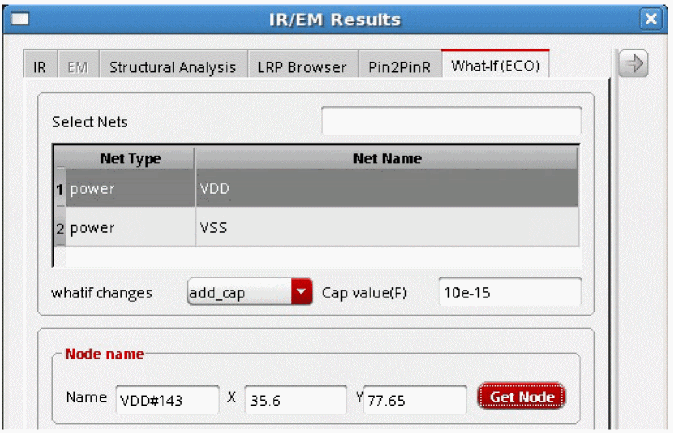 IR/EM Results
IR EM Structural Analysis LRP Browser Pin2PinR What-If(ECO)
Select Nets
Net Type Net Name
1 power VDD
2 power VSS
whatif changes add_cap Cap value(F) 10e-15
Node name
Name VDD#143 X 35.6 Y 77.65 Get Node